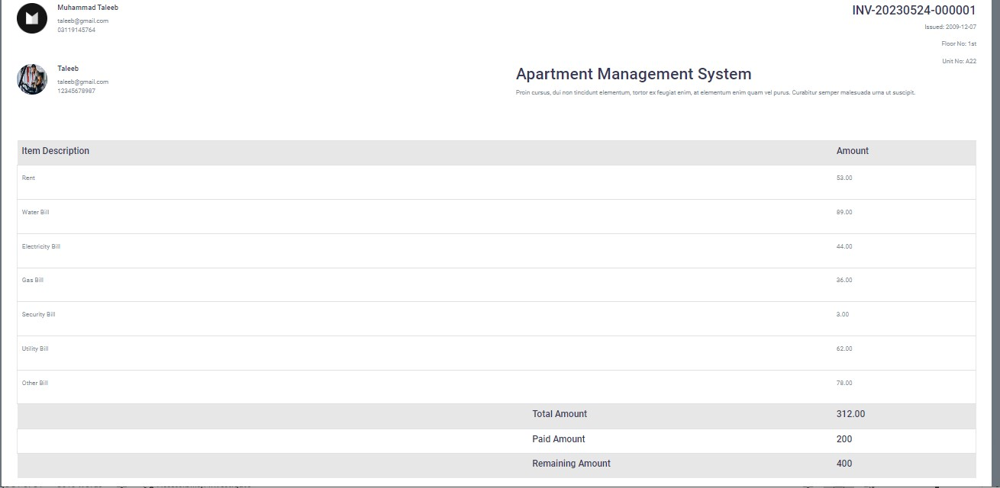 Muhammad Taleeb
taleeb@gmail.com
03119145764
INV-20230524-000001
Issued: 2009-12-07
Floor No: 1st
Unit No: A22
Taleeb
taleeb@gmail.com
12345678987
Apartment Management System
Proin cursus, dui non tincidunt elementum, tortor ex feugiat enim, at elementum enim quam vel purus. Curabitur semper malesuada urna ut suscipit.
Item Description Amount
Rent 53.00
Water Bill 89.00
Electricity Bill 44.00
Gas Bill 36.00
Security Bill 3.00
Utility Bill 62.00
Other Bill 78.00
Total Amount 312.00
Paid Amount 200
Remaining Amount 400